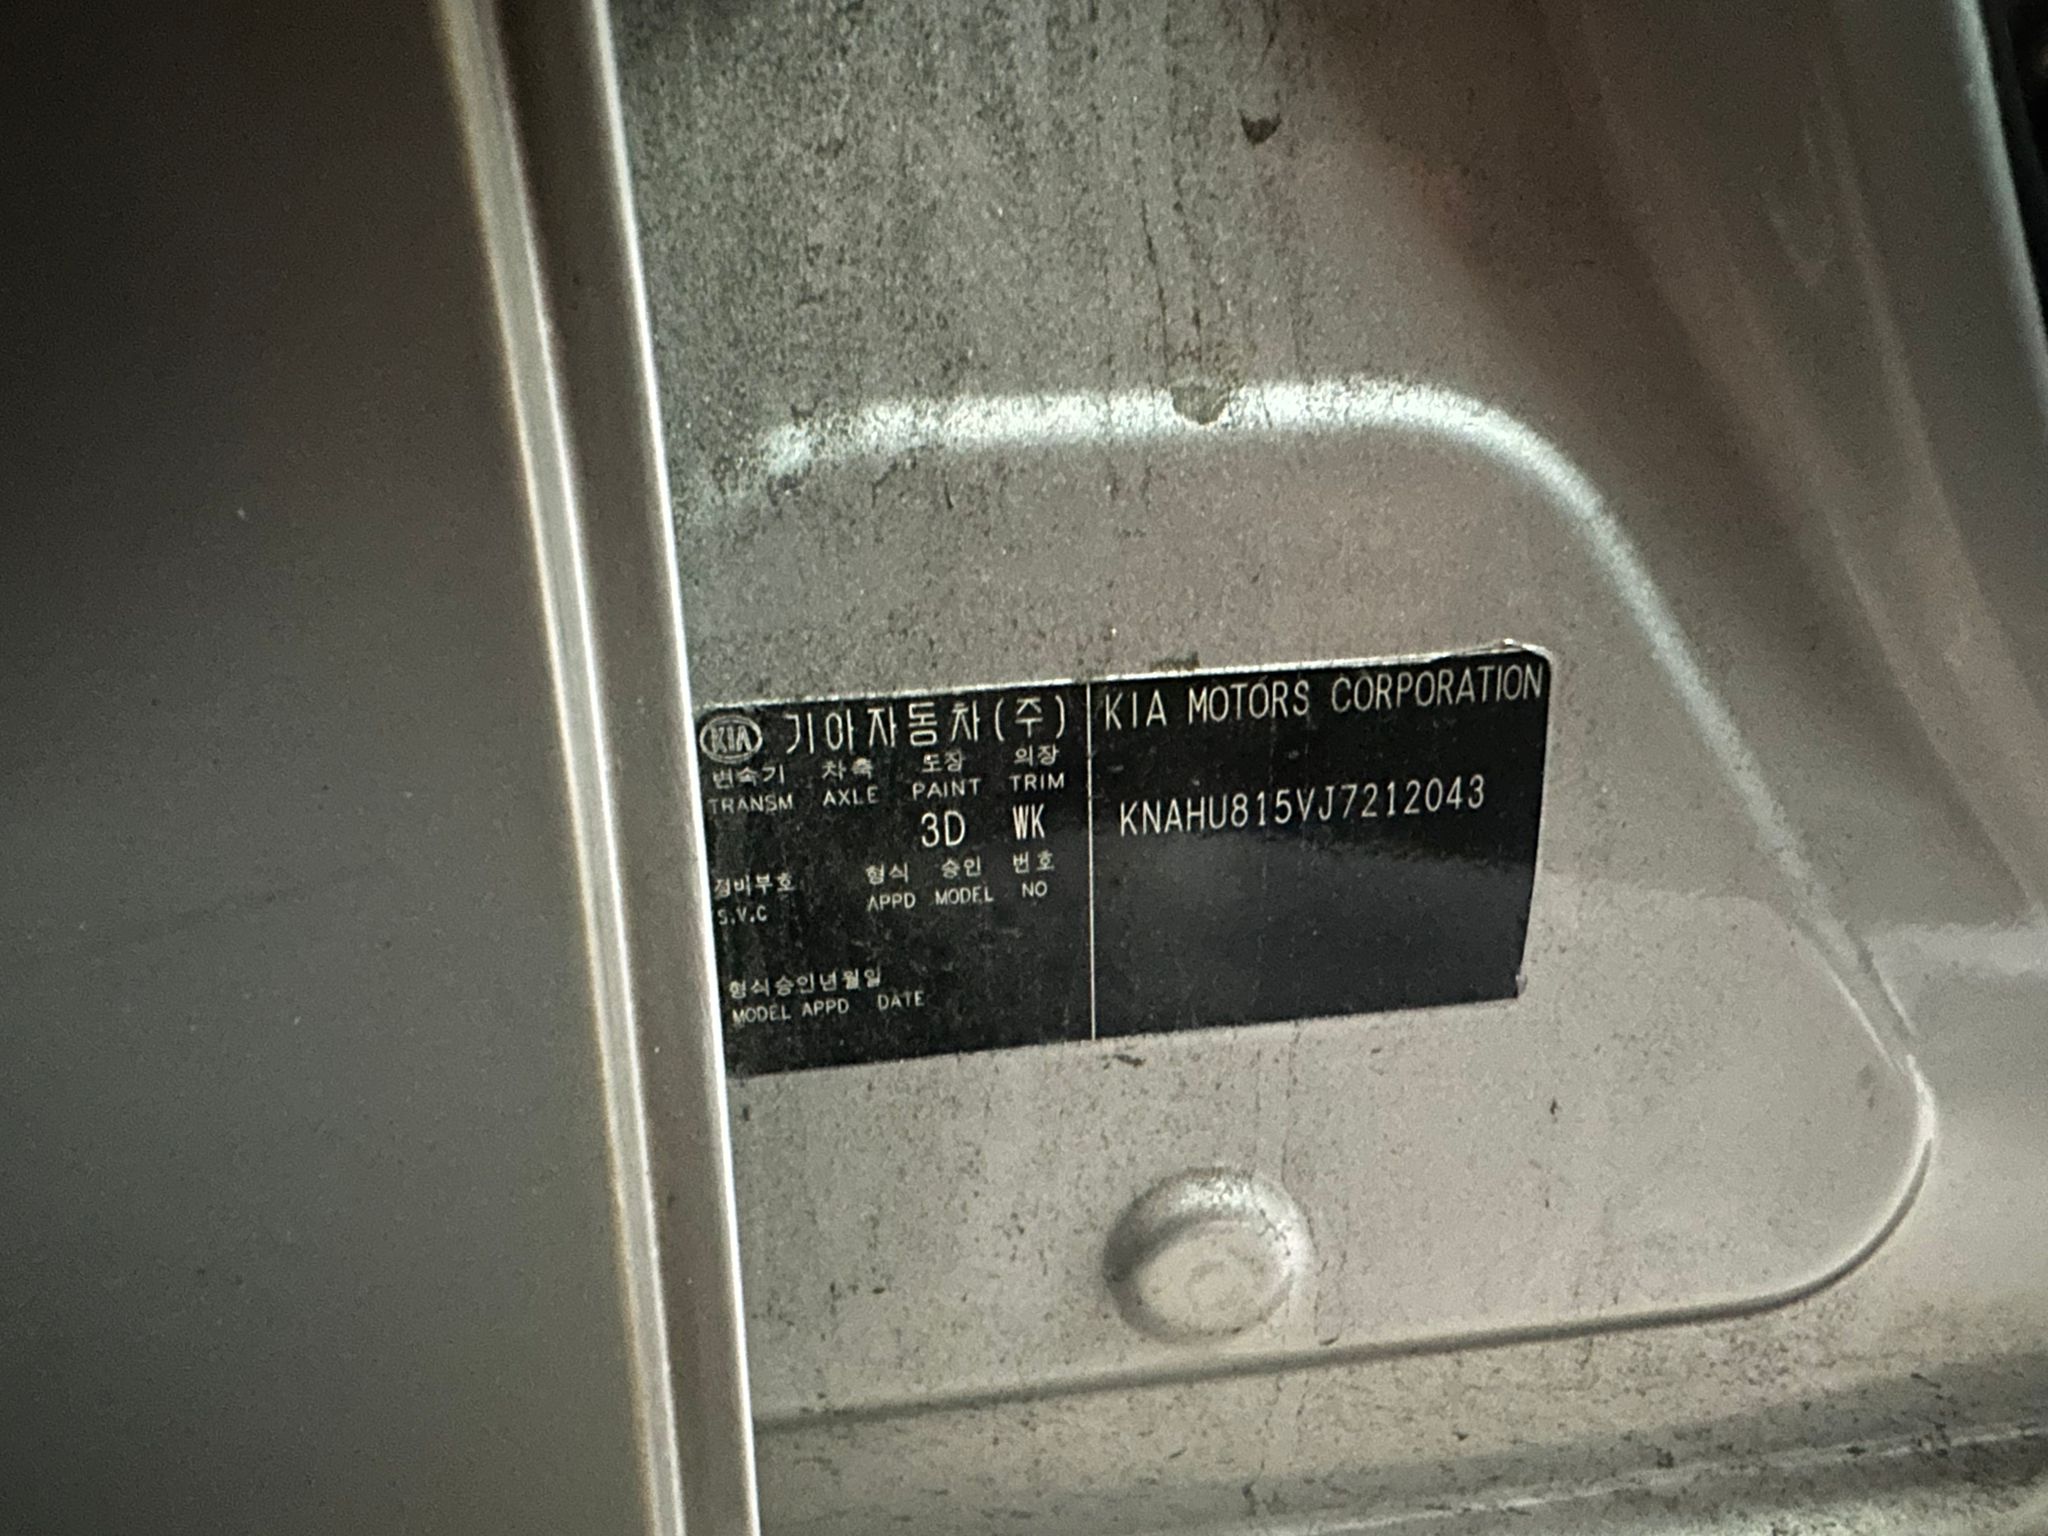 KIA 기아자동차(주)
변속기 차축 도장 의장
TRANSM AXLE PAINT TRIM
3D WK
정비부호 형식 승인 번호
S.V.C APPD MODEL NO
형식승인년월일
MODEL APPD DATE
KIA MOTORS CORPORATION
KNAHU815VJ7212043